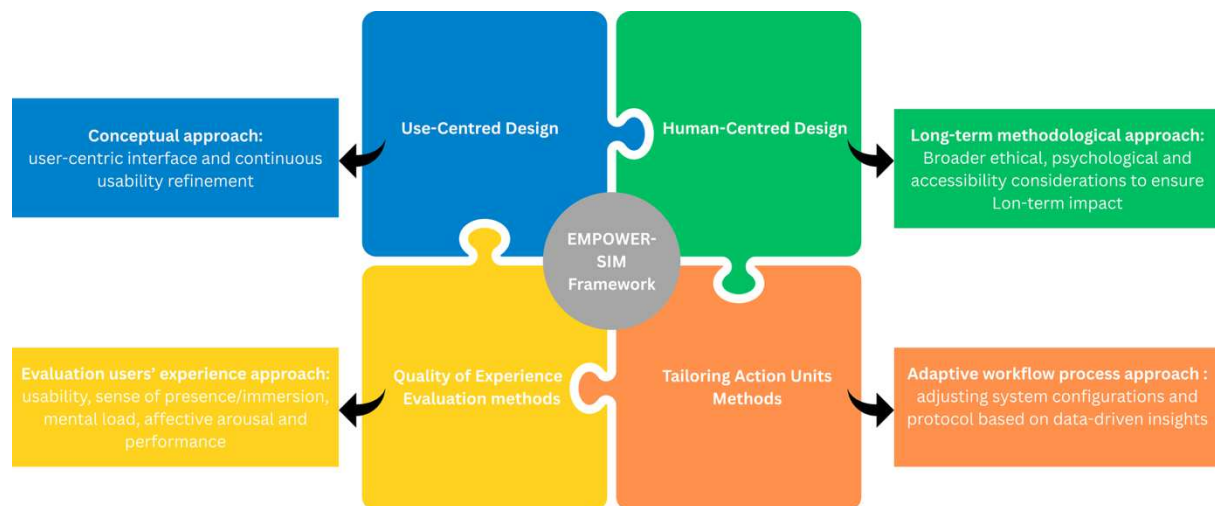 Use-Centred Design
Human-Centred Design
Conceptual approach:
user-centric interface and continuous
usability refinement
Long-term methodological approach:
Broader ethical, psychological and
accessibility considerations to ensure
Lon-term impact
EMPOWER-
SIM
Framework
Evaluation users' experience approach:
usability, sense of presence/immersion,
mental load, affective arousal and
performance
Quality of Experience
Evaluation methods
Tailoring Action Units
Methods
Adaptive workflow process approach :
adjusting system configurations and
protocol based on data-driven insights